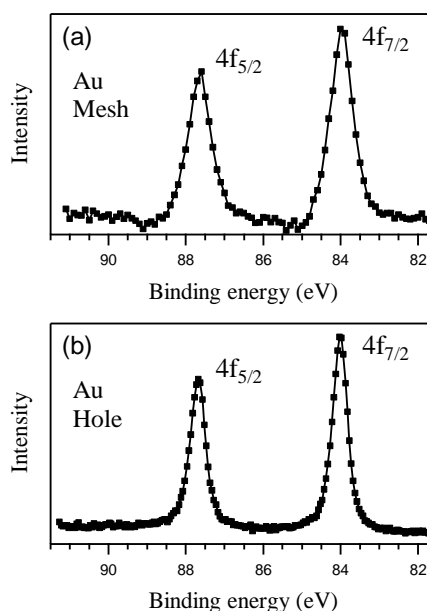 (a)
4f7/2
4f5/2
Au
Mesh
Intensity
90 88 86 84 82
Binding energy (eV)
(b)
4f7/2
4f5/2
Au
Hole
Intensity
90 88 86 84 82
Binding energy (eV)